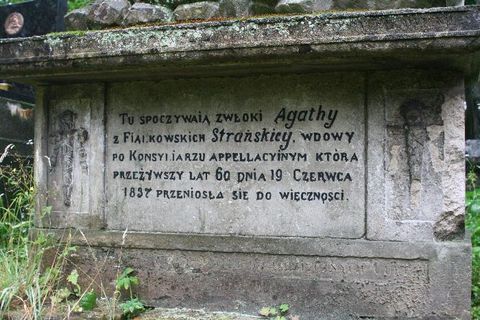 Tu spoczywaią zwłoki Agathy
z Fiałkowskich Strańskiey, wdowy
po Konsyliarzu appellacyinym która
przeżywszy lat 60 dnia 19 Czerwca
1837 przeniosła sie do wieczności.